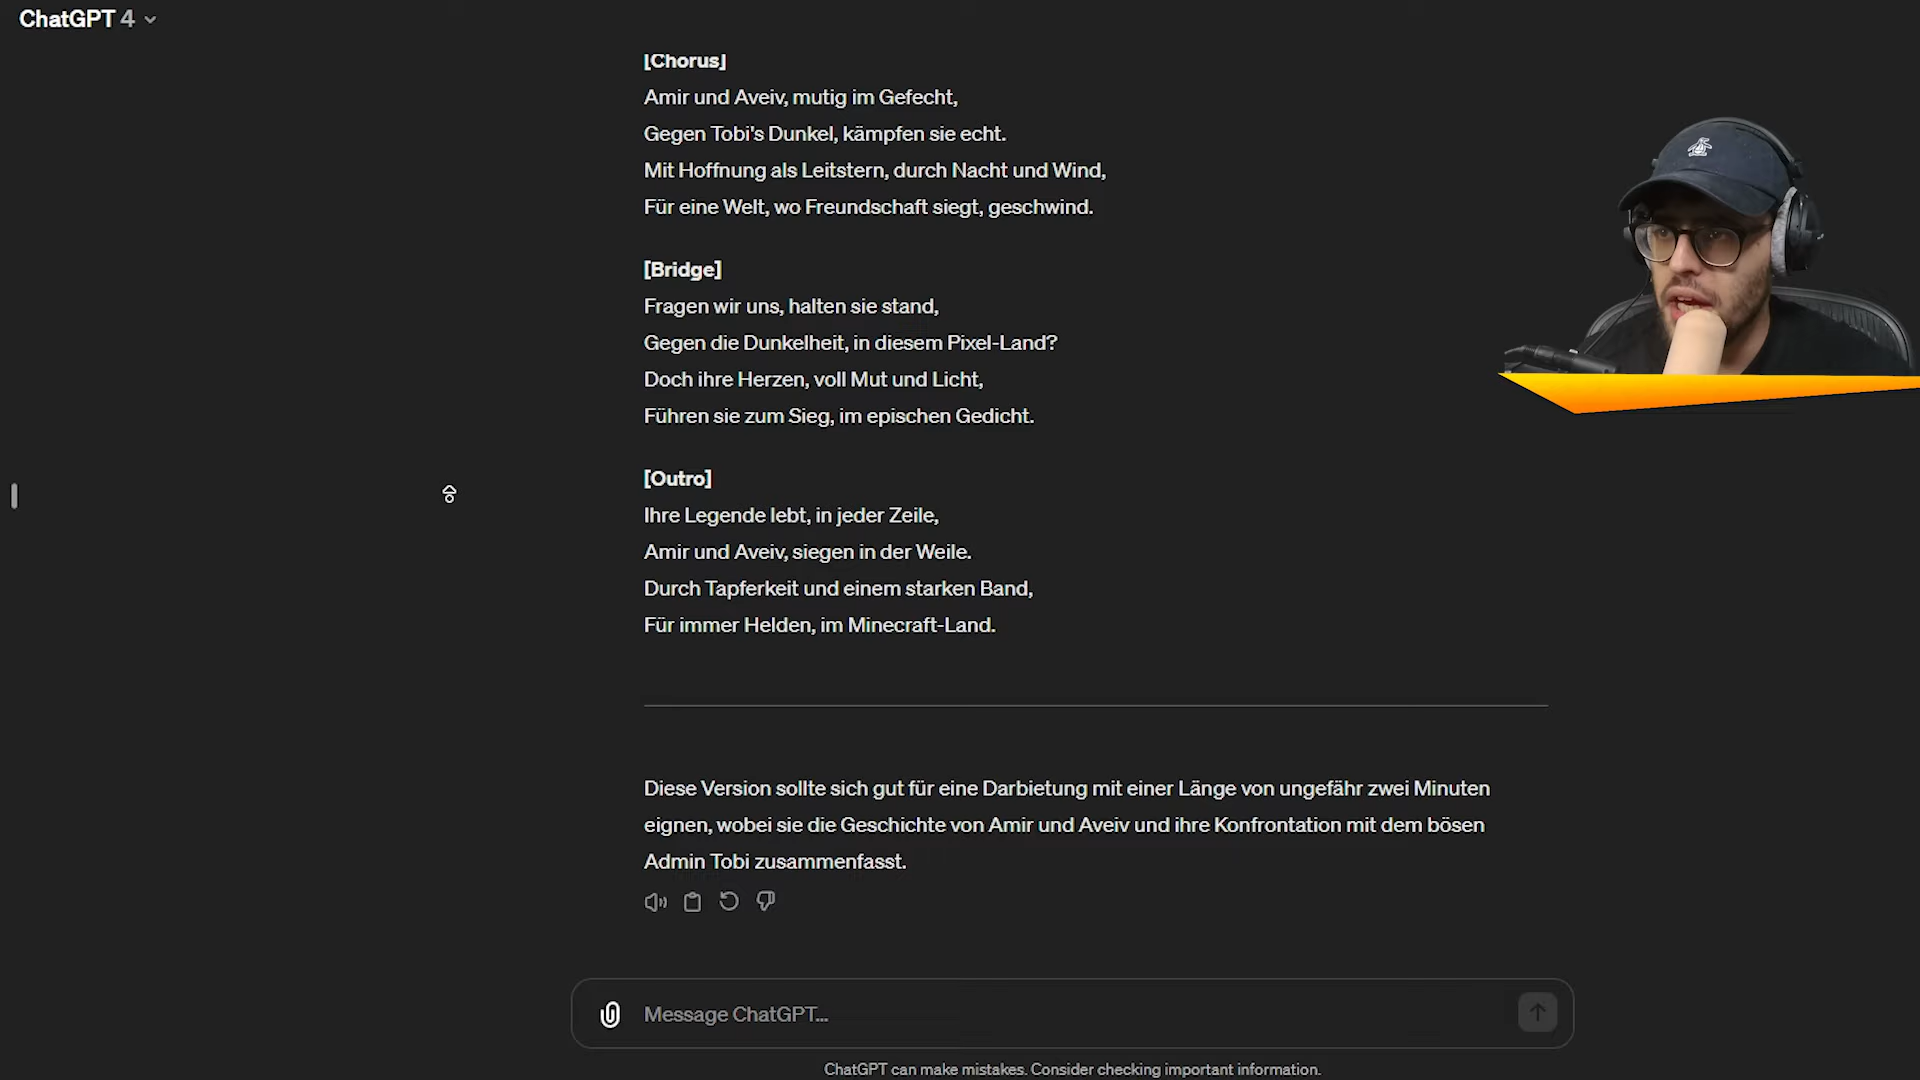 ChatGPT 4
[Chorus]
Amir und Aveiv, mutig im Gefecht,
Gegen Tobi's Dunkel, kämpfen sie echt.
Mit Hoffnung als Leitstern, durch Nacht und Wind,
Für eine Welt, wo Freundschaft siegt, geschwind.
[Bridge]
Fragen wir uns, halten sie stand,
Gegen die Dunkelheit, in diesem Pixel-Land?
Doch ihre Herzen, voll Mut und Licht,
Führen sie zum Sieg, im epischen Gedicht.
[Outro]
Ihre Legende lebt, in jeder Zeile,
Amir und Aveiv, siegen in der Weile.
Durch Tapferkeit und einem starken Band,
Für immer Helden, im Minecraft-Land.
Diese Version sollte sich gut für eine Darbietung mit einer Länge von ungefähr zwei Minuten
eignen, wobei sie die Geschichte von Amir und Aveiv und ihre Konfrontation mit dem bösen
Admin Tobi zusammenfasst.
Message ChatGPT...
ChatGPT can make mistakes. Consider checking important information.